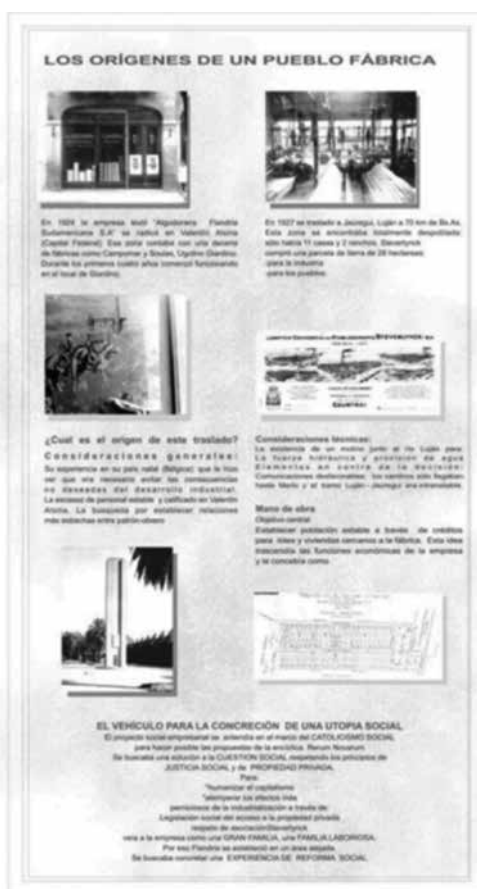 LOS ORÍGENES DE UN PUEBLO FÁBRICA
En 1924 la empresa textil "Algodonera Flandria
Sudamericana S.A" se radicó en Valentín Alsina
(Capital Federal). Esa zona contaba con una decena
de fábricas como Campomar y Soulas, Ugolino Giardino.
Durante los primeros cuatro años comenzó funcionando
en el local de Giardino.
En 1927 se traslado a Jauregui, Luján a 70 km de Bs.As.
Esta zona se encontraba totalmente despoblada:
sólo había 11 casas y 2 ranchos. Steverlynck
compró una parcela de tierra de 28 hectáreas:
-para la industria
-para los pueblos.
¿Cual es el origen de este traslado?
Consideraciones generales:
Su experiencia en su país natal (Bélgica) que le hizo
ver que era necesario evitar las consecuencias
no deseadas del desarrollo industrial.
La escasez de personal estable y calificado en Valentín
Alsina. La búsqueda por establecer relaciones
más estrechas entre patrón-obrero
Consideraciones técnicas:
La existencia de un molino junto al río Luján para:
La fuerza hidráulica y provisión de agua
Elementos en contra de la decisión:
Comunicaciones desfavorables: los caminos sólo llegaban
hasta Merlo y el tramo Luján - Jauregui era intransitable.
Mano de obra
Objetivo central:
Establecer población estable a través de créditos
para lotes y viviendas cercanos a la fábrica. Esta idea
trascendía las funciones económicas de la empresa
y la concebía como
EL VEHÍCULO PARA LA CONCRECIÓN DE UNA UTOPIA SOCIAL
El proyecto social-empresarial se entendía en el marco del CATOLICISMO SOCIAL
para hacer posible las propuestas de la encíclica Rerum Novarum.
Se buscaba una solución a la CUESTION SOCIAL respetando los principios de
JUSTICIA SOCIAL y de PROPIEDAD PRIVADA.
Para:
"humanizar el capitalismo
"atemperar los efectos más
perniciosos de la industrialización a través de:
Legislación social del acceso a la propiedad privada
respeto de asociación Steverlynck
veía a la empresa como una GRAN FAMILIA, una FAMILIA LABORIOSA.
Por eso Flandria se estableció en un área alejada.
Se buscaba concretar una EXPERIENCIA DE REFORMA SOCIAL